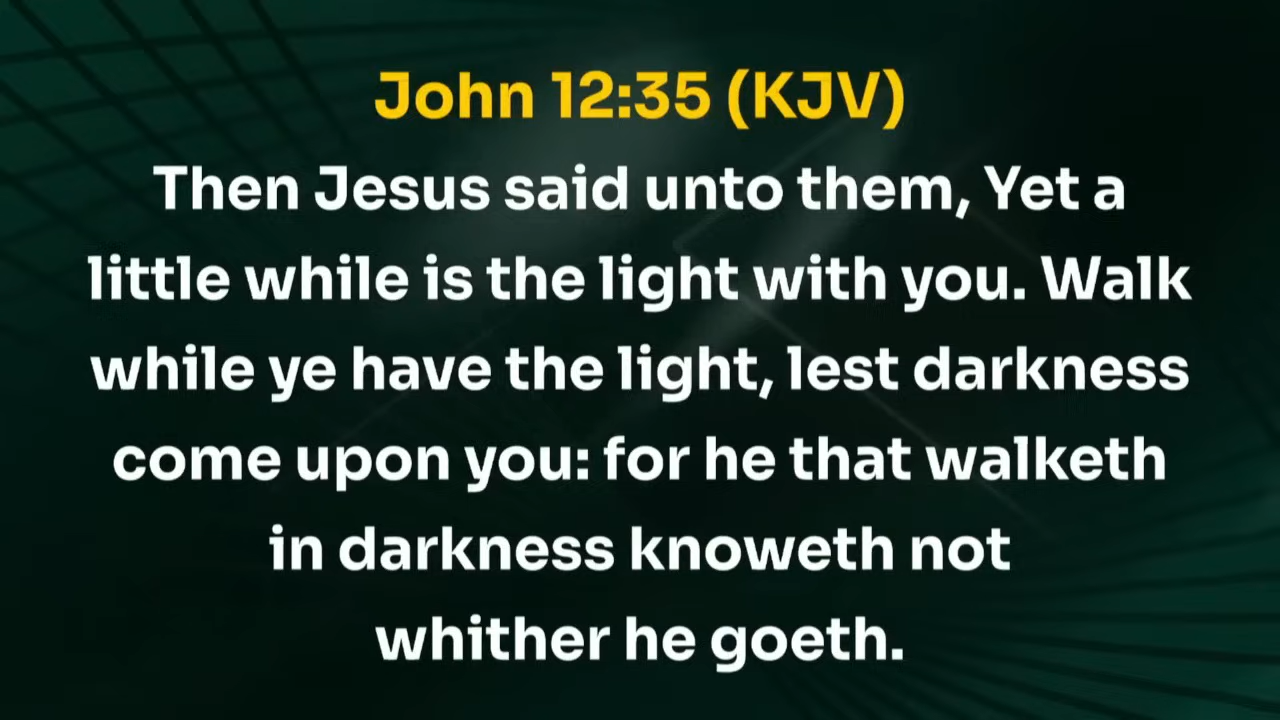 John 12:35 (KJV)
Then Jesus said unto them, Yet a
little while is the light with you. Walk
while ye have the light, lest darkness
come upon you: for he that walketh
in darkness knoweth not
whither he goeth.